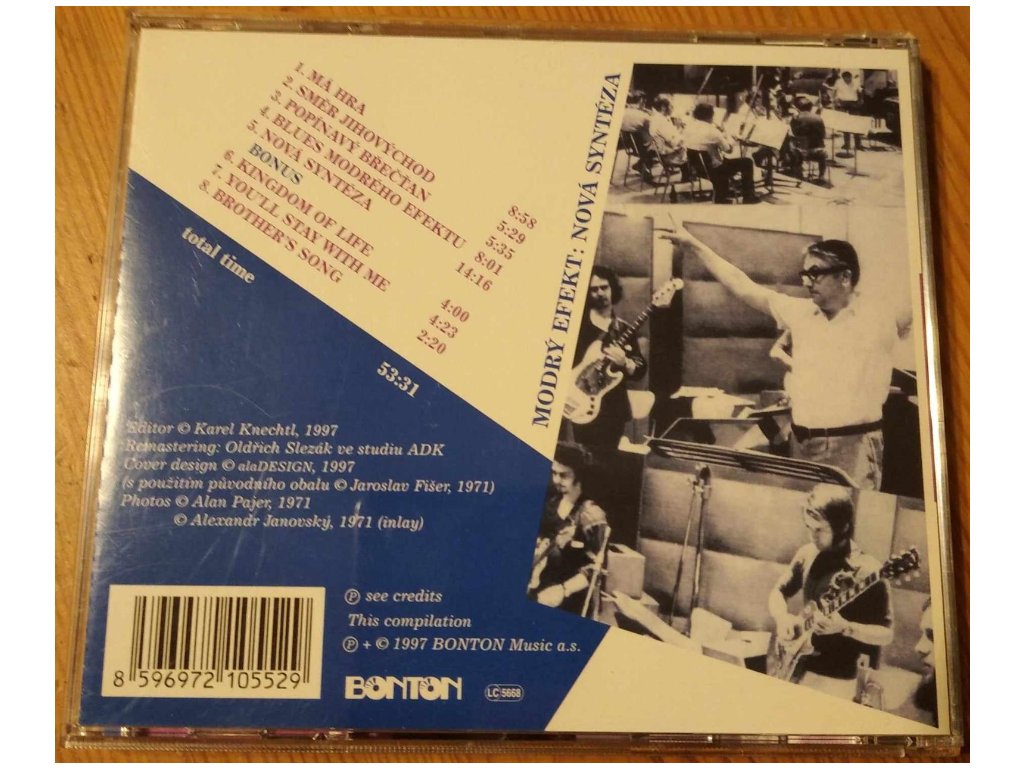 1. MÁ HRA
2. SMĚR JIHOVÝCHOD
3. POPÍNAVÝ BREČŤAN
4. BLUES MODRÉHO EFEKTU
5. NOVÁ SYNTÉZA
BONUS
6. KINGDOM OF LIFE
7. YOU'LL STAY WITH ME
8. BROTHER'S SONG
8:58
5:29
5:35
8:01
14:16
4:00
4:23
2:20
total time
53:31
MODRÝ EFEKT: NOVÁ SYNTÉZA
Editor © Karel Knechtl, 1997
Remastering: Oldřich Slezák ve studiu ADK
Cover design © alaDESIGN, 1997
(s použitím původního obalu © Jaroslav Fišer, 1971)
Photos © Alan Pajer, 1971
© Alexandr Janovský, 1971 (inlay)
℗ see credits
This compilation
℗ + © 1997 BONTON Music a.s.
8 596972 105529
BONTON
LC 5668